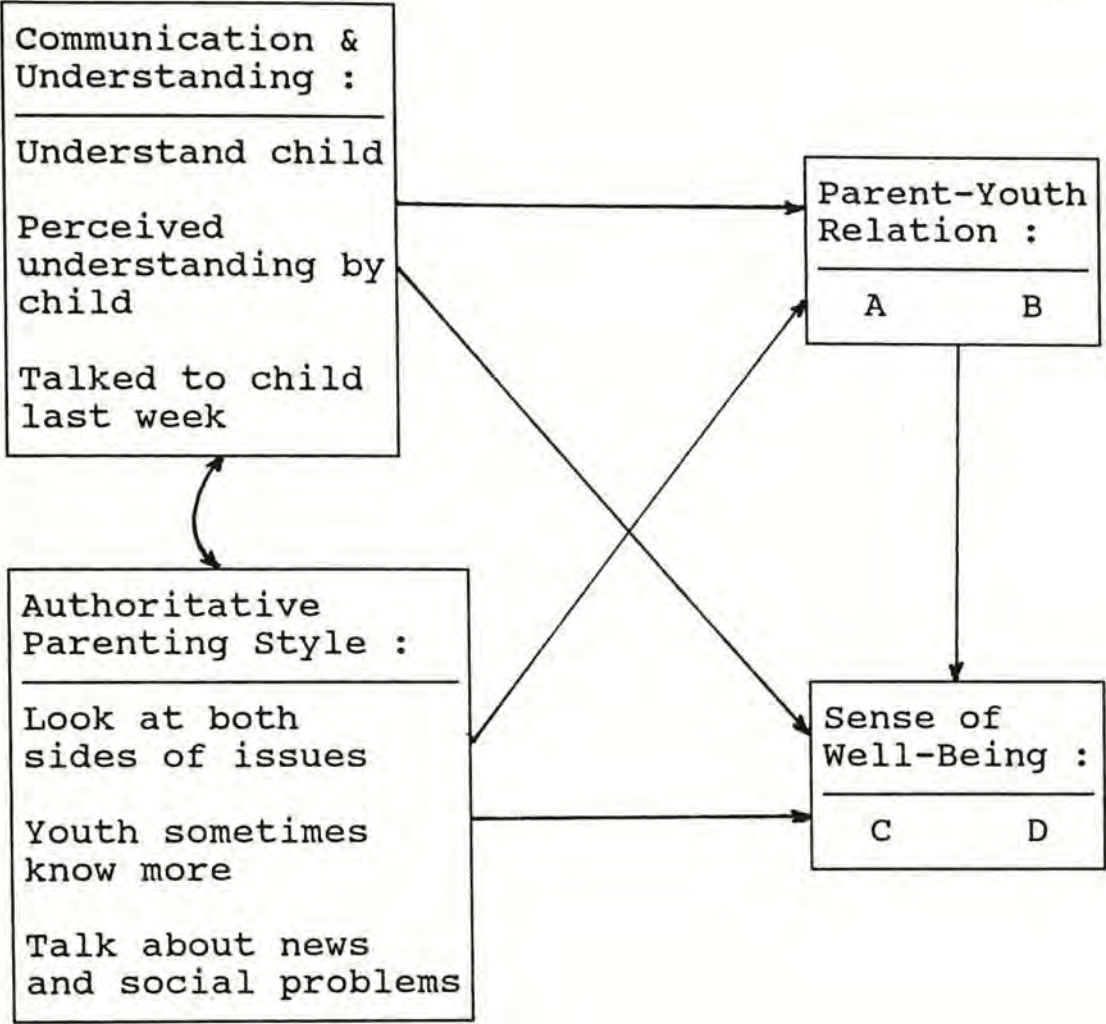 Communication &
Understanding :
Understand child
Perceived
understanding by
child
Talked to child
last week
Parent-Youth
Relation :
A B
Authoritative
Parenting Style :
Look at both
sides of issues
Youth sometimes
know more
Talk about news
and social problems
Sense of
Well-Being :
C D